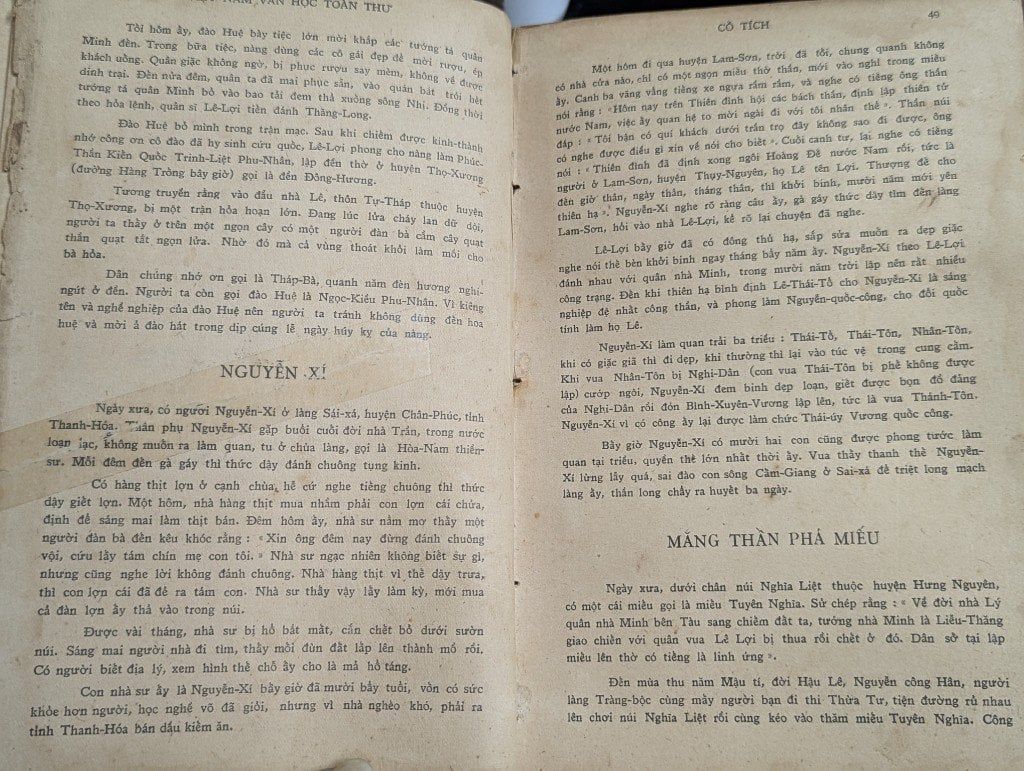 NAM VĂN HỌC TOÀN THƯ
Tối hôm ấy, đào Huệ bày tiệc lớn mời khắp các tướng tá quân
Minh đến. Trong bữa tiệc, nàng dùng các cô gái đẹp để mời rượu, ép
khách uống. Quân giặc không ngờ, bị phục rượu say mèm, không về được
dinh trại. Đến nửa đêm, quân ta đã mai phục sẵn, vào quán bắt trói hết
tướng tá quân Minh bỏ vào bao tải đem thả xuống sông Nhị. Đồng thời
theo hỏa lệnh, quân sĩ Lê-Lợi tiến đánh Thăng-Long.
Đào Huệ bỏ mình trong trận mạc. Sau khi chiếm được kinh-thành
nhớ công ơn cô đào đã hy sinh cứu quốc, Lê-Lợi phong cho nàng làm Phúc-
Thần Kiến Quốc Trinh-Liệt Phu-Nhân, lập đền thờ ở huyện Thọ-Xương
(đường Hàng Trống bây giờ) gọi là đền Đông-Hương.
Tương truyền rằng vào đầu nhà Lê, thôn Tự-Tháp thuộc huyện
Thọ-Xương, bị một trận hỏa hoạn lớn. Đang lúc lửa cháy lan dữ dội,
người ta thấy ở trên một ngọn cây có một người đàn bà cầm cây quạt
thần quạt tắt ngọn lửa. Nhờ đó mà cả vùng thoát khỏi làm mồi cho
bà hỏa.
Dân chúng nhớ ơn gọi là Tháp-Bà, quanh năm đèn hương nghi-
ngút ở đền. Người ta còn gọi đào Huệ là Ngọc-Kiều Phu-Nhân. Vì kiêng
tên và nghề nghiệp của đào Huệ nên người ta tránh không dùng đến hoa
huệ và mời ả đào hát trong dịp cúng lễ ngày húy kỵ của nàng.
NGUYỄN XÍ
Ngày xưa, có người Nguyễn-Xí ở làng Sái-xá, huyện Chân-Phúc, tỉnh
Thanh-Hóa. Thân phụ Nguyễn-Xí gặp buổi cuối đời nhà Trần, trong nước
loạn lạc, không muốn ra làm quan, tu ở chùa làng, gọi là Hòa-Nam thiền-
sư. Mỗi đêm đến gà gáy thì thức dậy đánh chuông tụng kinh.
Có hàng thịt lợn ở cạnh chùa, hễ cứ nghe tiếng chuông thì thức
dậy giết lợn. Một hôm, nhà hàng thịt mua nhầm phải con lợn cái chửa,
định để sáng mai làm thịt bán. Đêm hôm ấy, nhà sư nằm mơ thấy một
người đàn bà đến kêu khóc rằng : « Xin ông đêm nay đừng đánh chuông
vội, cứu lấy tám chín mẹ con tôi. » Nhà sư ngạc nhiên không biết sự gì,
nhưng cũng nghe lời không đánh chuông. Nhà hàng thịt vì thế dậy trưa,
thì con lợn cái đã đẻ ra tám con. Nhà sư thấy vậy lấy làm kỳ, mới mua
cả đàn lợn ấy thả vào trong núi.
Được vài tháng, nhà sư bị hổ bắt mất, cắn chết bỏ dưới sườn
núi. Sáng mai người nhà đi tìm, thấy mối đùn đất lấp lên thành mồ rồi.
Có người biết địa lý, xem hình thế chỗ ấy cho là mả hổ táng.
Con nhà sư ấy là Nguyễn-Xí bấy giờ đã mười bảy tuổi, vốn có sức
khỏe hơn người, học nghề võ đã giỏi, nhưng vì nhà nghèo khó, phải ra
tỉnh Thanh-Hóa bán dầu kiếm ăn.
CỔ TÍCH
49
Một hôm đi qua huyện Lam-Sơn, trời đã tối, chung quanh không
có nhà cửa nào, chỉ có một ngọn miếu thờ thần, mới vào nghỉ trong miếu
ấy. Canh ba vẳng vẳng tiếng xe ngựa rầm rầm, và nghe có tiếng ông thần
nói rằng : «Hôm nay trên Thiên đình hội các bách thần, định lập thiên tử
nước Nam, việc ấy quan hệ to mời ngài đi với tôi nhân thể ». Thần núi
đáp : « Tôi bận có quí khách dưới trần trọ đây không sao đi được, ông
có nghe được điều gì xin về nói cho biết ». Cuối canh tư, lại nghe có tiếng
nói : « Thiên đình đã định xong ngôi Hoàng Đế nước Nam rồi, tức là
người ở Lam-Sơn, huyện Thụy-Nguyên, họ Lê tên Lợi. Thượng đế cho
đến giờ thân, ngày thân, tháng thân, thì khởi binh, mười năm mới yên
thiên hạ ». Nguyễn-Xí nghe rõ ràng câu ấy, gà gáy thức dậy tìm đến làng
Lam-Sơn, hỏi vào nhà Lê-Lợi, kể rõ lại chuyện đã nghe.
Lê-Lợi bấy giờ đã có đông thủ hạ, sắp sửa muốn ra dẹp giặc
nghe nói thế bèn khởi binh ngay tháng bảy năm ấy. Nguyễn-Xí theo Lê-Lợi
đánh nhau với quân nhà Minh, trong mười năm trời lập nên rất nhiều
công trạng. Đến khi thiên hạ bình định Lê-Thái-Tổ cho Nguyễn-Xí là sáng
nghiệp đệ nhất công thần, và phong làm Nguyễn-quốc-công, cho đổi quốc
tính làm họ Lê.
Nguyễn-Xí làm quan trải ba triều : Thái-Tổ, Thái-Tôn, Nhân-Tôn,
khi có giặc giã thì đi dẹp, khi thường thì lại vào túc vệ trong cung cấm.
Khi vua Nhân-Tôn bị Nghi-Dân (con vua Thái-Tôn bị phế không được
lập) cướp ngôi, Nguyễn-Xí đem binh dẹp loạn, giết được bọn đồ đảng
của Nghi-Dân rồi đón Bình-Xuyên-Vương lập lên, tức là vua Thánh-Tôn.
Nguyễn-Xí vì có công ấy lại được làm chức Thái-úy Vương quốc công.
Bấy giờ Nguyễn-Xí có mười hai con cũng được phong tước làm
quan tại triều, quyền thế lớn nhất thời ấy. Vua thấy thanh thế Nguyễn-
Xí lừng lẫy quá, sai đào con sông Cấm-Giang ở Sai-xá để triệt long mạch
làng ấy, thần long chảy ra huyết ba ngày.
MẮNG THẦN PHÁ MIẾU
Ngày xưa, dưới chân núi Nghĩa Liệt thuộc huyện Hưng Nguyên,
có một cái miếu gọi là miếu Tuyên Nghĩa. Sử chép rằng : « Về đời nhà Lý
quân nhà Minh bên Tàu sang chiếm đất ta, tướng nhà Minh là Liễu-Thăng
giao chiến với quân vua Lê Lợi bị thua rồi chết ở đó. Dân sở tại lập
miếu lên thờ có tiếng là linh ứng ».
Đến mùa thu năm Mậu tí, đời Hậu Lê, Nguyễn công Hân, người
làng Tràng-bộc cùng mấy người bạn đi thi Thừa Tư, tiện đường rủ nhau
lên chơi núi Nghĩa Liệt rồi cùng kéo vào thăm miếu Tuyên Nghĩa. Công